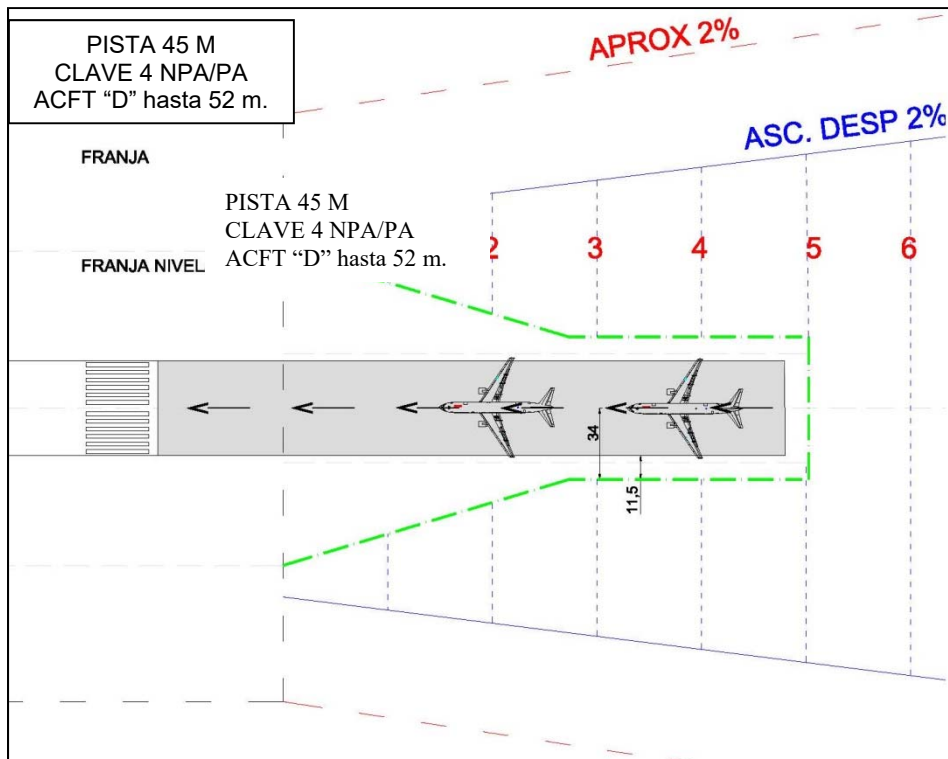 PISTA 45 M
CLAVE 4 NPA/PA
ACFT “D” hasta 52 m.
APROX 2%
ASC. DESP 2%
FRANJA
PISTA 45 M
CLAVE 4 NPA/PA
ACFT “D” hasta 52 m.
FRANJA NIVEL
2 3 4 5 6
34
11,5